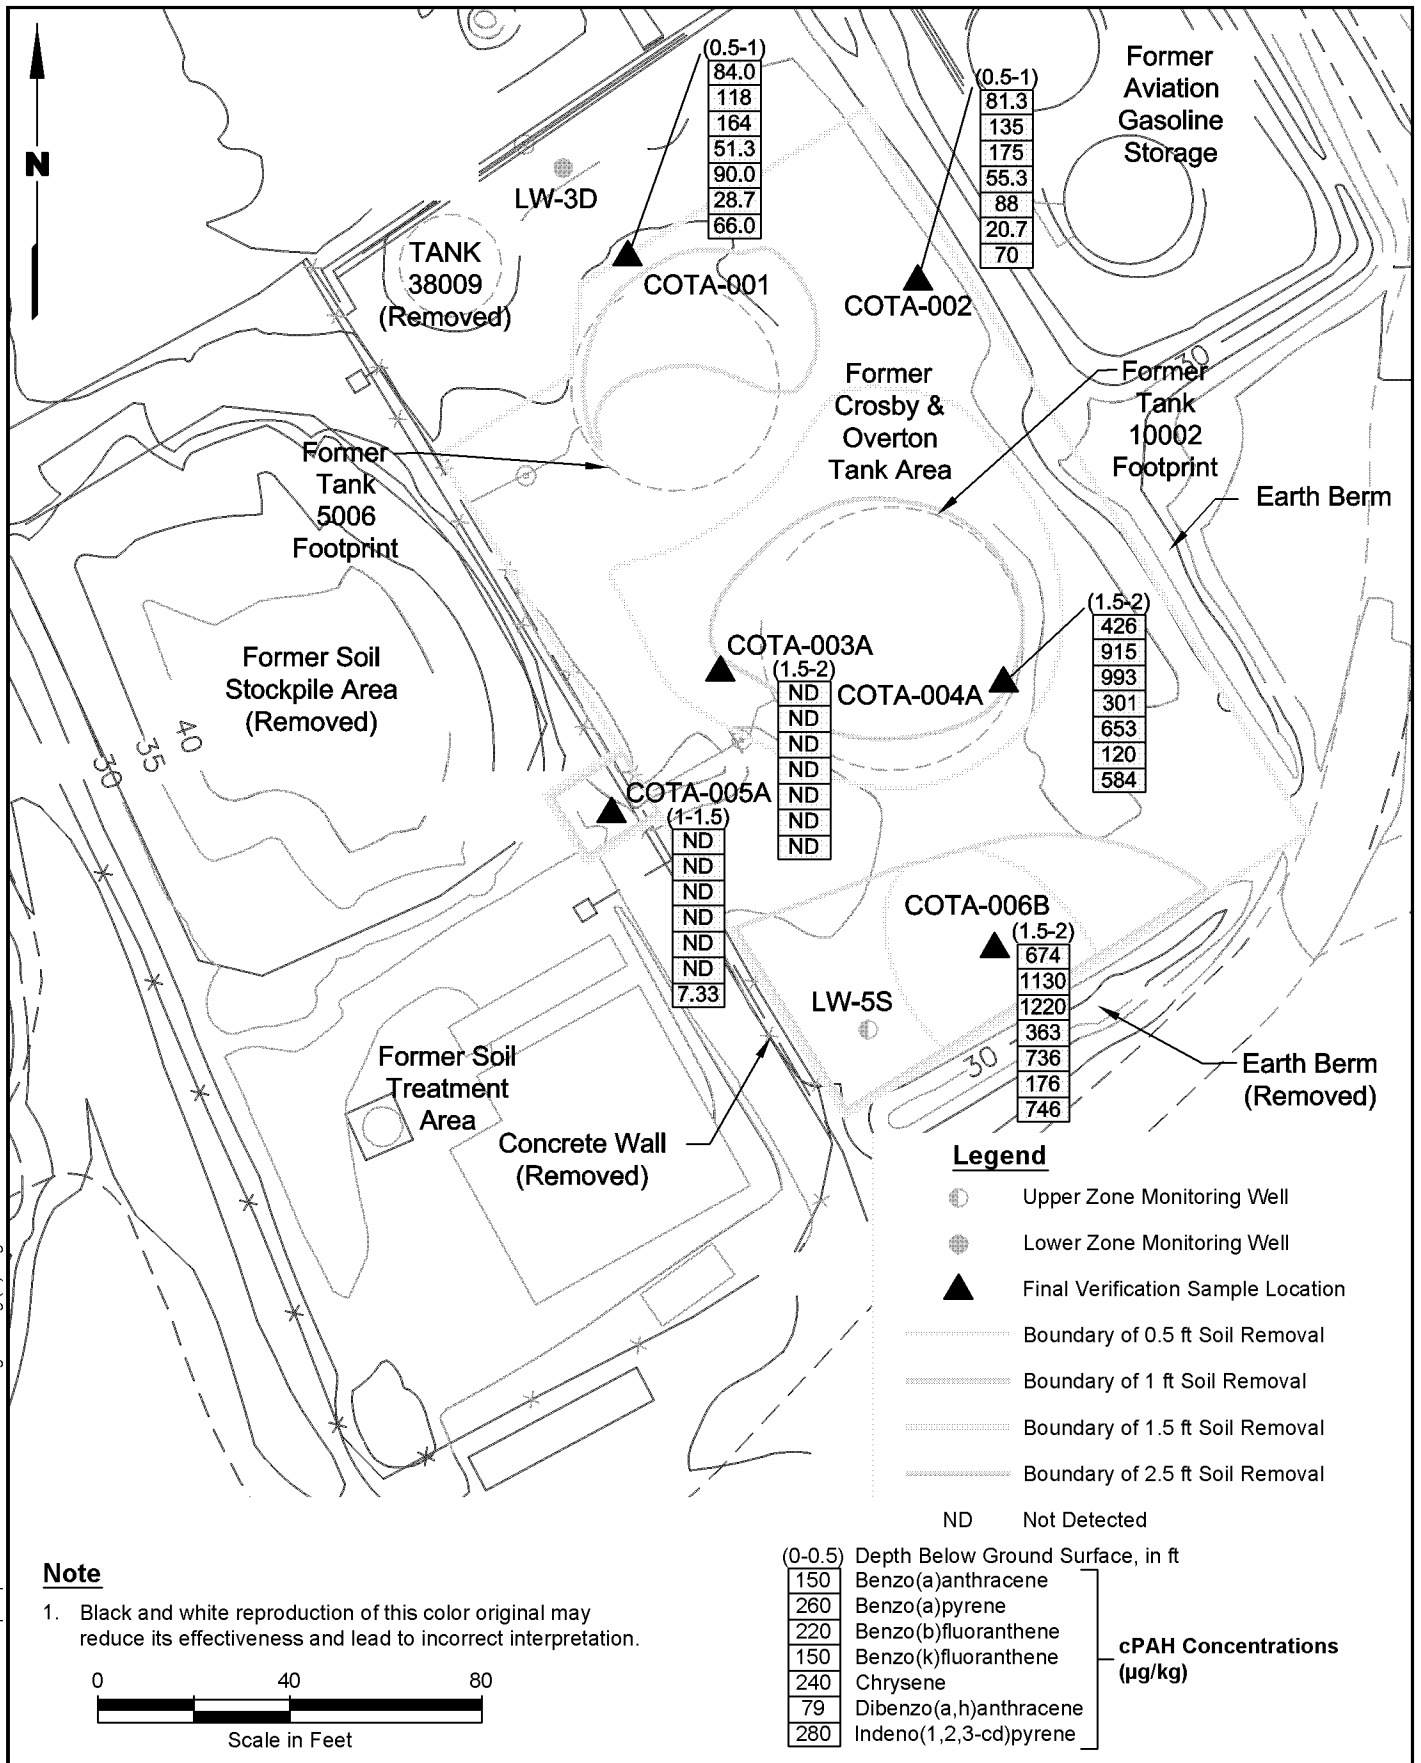 N
(0.5-1)
84.0
118
164
51.3
90.0
28.7
66.0
(0.5-1)
81.3
135
175
55.3
88
20.7
70
Former
Aviation
Gasoline
Storage
LW-3D
TANK
38009
(Removed)
COTA-001
COTA-002
30
Former
Crosby &
Overton
Tank Area
Former
Tank
10002
Footprint
Former
Tank
5006
Footprint
Earth Berm
Former Soil
Stockpile Area
(Removed)
40
35
30
COTA-003A
(1.5-2)
ND
ND
ND
ND
ND
ND
ND
COTA-004A
(1.5-2)
426
915
993
301
653
120
584
COTA-005A
(1-1.5)
ND
ND
ND
ND
ND
ND
7.33
COTA-006B
(1.5-2)
674
1130
1220
363
736
176
746
LW-5S
30
Earth Berm
(Removed)
Former Soil
Treatment
Area
Concrete Wall
(Removed)
Legend
Upper Zone Monitoring Well
Lower Zone Monitoring Well
Final Verification Sample Location
Boundary of 0.5 ft Soil Removal
Boundary of 1 ft Soil Removal
Boundary of 1.5 ft Soil Removal
Boundary of 2.5 ft Soil Removal
ND Not Detected
(0-0.5) Depth Below Ground Surface, in ft
150 Benzo(a)anthracene
260 Benzo(a)pyrene
220 Benzo(b)fluoranthene
150 Benzo(k)fluoranthene
240 Chrysene
79 Dibenzo(a,h)anthracene
280 Indeno(1,2,3-cd)pyrene
cPAH Concentrations
(µg/kg)
Note
1. Black and white reproduction of this color original may
reduce its effectiveness and lead to incorrect interpretation.
0 40 80
Scale in Feet